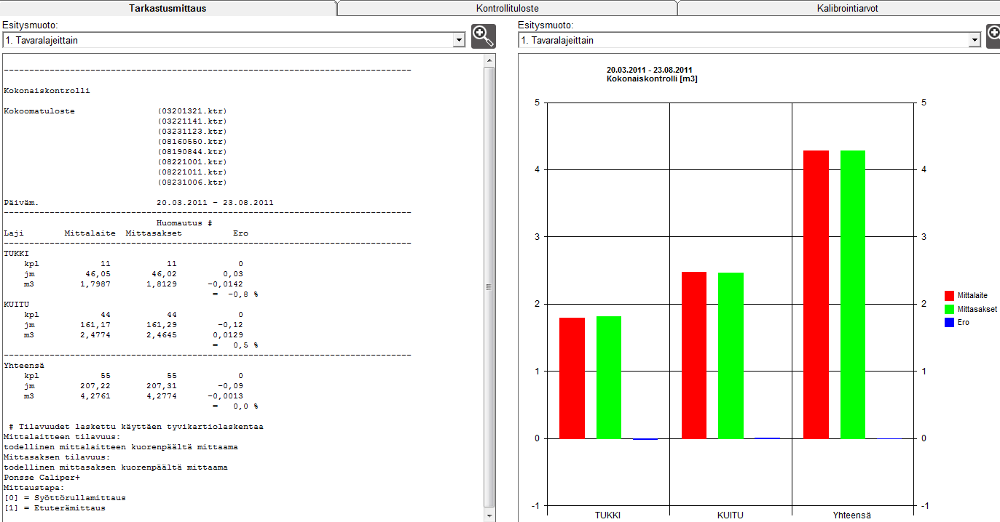 Tarkastusmittaus
Kontrollituloste
Kalibrointiarvot
Esitysmuoto:
1. Tavaralajeittain
--------------------------------------------------------------------------------
Kokonaiskontrolli
Kokoomatuloste (03201321.ktr)
(03221141.ktr)
(03231123.ktr)
(08160550.ktr)
(08190844.ktr)
(08221001.ktr)
(08221011.ktr)
(08231006.ktr)
Päiväm. 20.03.2011 - 23.08.2011
--------------------------------------------------------------------------------
Huomautus #
Laji Mittalaite Mittasakset Ero
--------------------------------------------------------------------------------
TUKKI
kpl 11 11 0
jm 46,05 46,02 0,03
m3 1,7987 1,8129 -0,0142
= -0,8 %
KUITU
kpl 44 44 0
jm 161,17 161,29 -0,12
m3 2,4774 2,4645 0,0129
= 0,5 %
--------------------------------------------------------------------------------
Yhteensä
kpl 55 55 0
jm 207,22 207,31 -0,09
m3 4,2761 4,2774 -0,0013
= 0,0 %
# Tilavuudet laskettu käyttäen tyvikartiolaskentaa
Mittalaitteen tilavuus:
todellinen mittalaitteen kuorenpäältä mittaama
Mittasaksen tilavuus:
todellinen mittasaksen kuorenpäältä mittaama
Ponsse Caliper+
Mittaustapa:
[0] = Syöttörullamittaus
[1] = Etuterämittaus
Esitysmuoto:
1. Tavaralajeittain
20.03.2011 - 23.08.2011
Kokonaiskontrolli [m3]
5 5
4 4
3 3
2 2
1 1
0 0
-1 -1
TUKKI KUITU Yhteensä
Mittalaite
Mittasakset
Ero